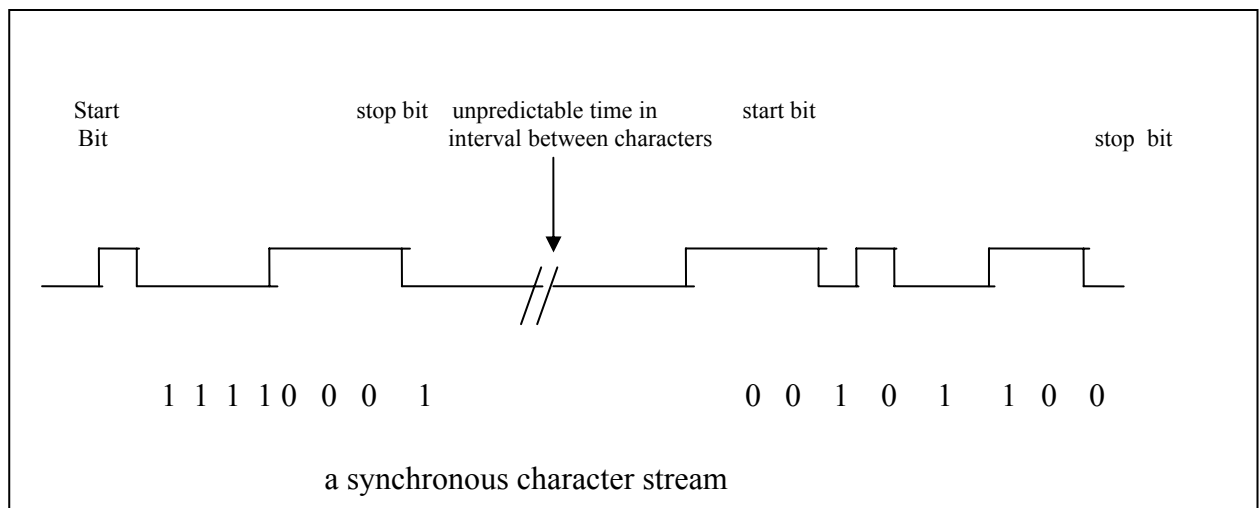 Start
Bit
stop bit
unpredictable time in
interval between characters
start bit
stop bit
1 1 1 1 0 0 0 1
0 0 1 0 1 1 0 0
a synchronous character stream